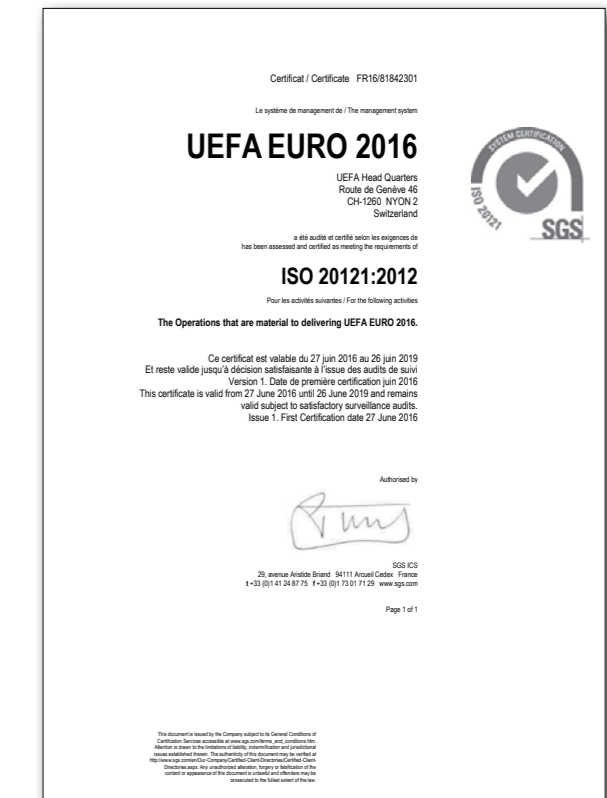 Certificat / Certificate FR16/81842301
Le système de management de / The management system
UEFA EURO 2016
UEFA Head Quarters
Route de Genève 46
CH-1260 NYON 2
Switzerland
SYSTEM CERTIFICATION
ISO 20121
SGS
a été audité et certifié selon les exigences de
has been assessed and certified as meeting the requirements of
ISO 20121:2012
Pour les activités suivantes / For the following activities
The Operations that are material to delivering UEFA EURO 2016.
Ce certificat est valable du 27 juin 2016 au 26 juin 2019
Et reste valide jusqu'à décision satisfaisante à l'issue des audits de suivi
Version 1. Date de première certification juin 2016
This certificate is valid from 27 June 2016 until 26 June 2019 and remains
valid subject to satisfactory surveillance audits.
Issue 1. First Certification date 27 June 2016
Authorised by
SGS ICS
29, avenue Aristide Briand 94111 Arcueil Cedex France
t +33 (0)1 41 24 87 75 f +33 (0)1 73 01 71 29 www.sgs.com
Page 1 of 1
This document is issued by the Company subject to its General Conditions of
Certification Services accessible at www.sgs.com/terms_and_conditions.htm.
Attention is drawn to the limitations of liability, indemnification and jurisdictional
issues established therein. The authenticity of this document may be verified at
http://www.sgs.com/en/Our-Company/Certified-Client-Directories/Certified-Client-
Directories.aspx. Any unauthorized alteration, forgery or falsification of the
content or appearance of this document is unlawful and offenders may be
prosecuted to the fullest extent of the law.